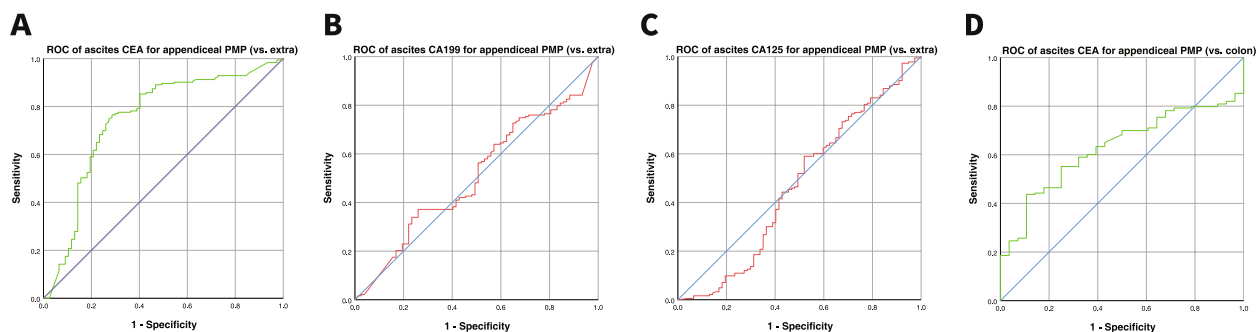 A
ROC of ascites CEA for appendiceal PMP (vs. extra)
1.0
0.8
0.6
0.4
0.2
0.0
Sensitivity
0.0 0.2 0.4 0.6 0.8 1.0
1 - Specificity
B
ROC of ascites CA199 for appendiceal PMP (vs. extra)
1.0
0.8
0.6
0.4
0.2
0.0
Sensitivity
0.0 0.2 0.4 0.6 0.8 1.0
1 - Specificity
C
ROC of ascites CA125 for appendiceal PMP (vs. extra)
1.0
0.8
0.6
0.4
0.2
0.0
Sensitivity
0.0 0.2 0.4 0.6 0.8 1.0
1 - Specificity
D
ROC of ascites CEA for appendiceal PMP (vs. colon)
1.0
0.8
0.6
0.4
0.2
0.0
Sensitivity
0.0 0.2 0.4 0.6 0.8 1.0
1 - Specificity